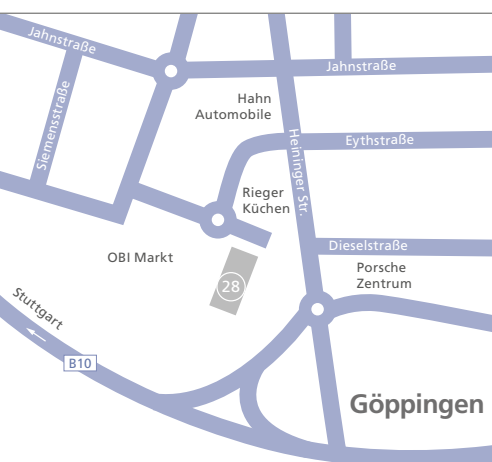 Jahnstraße
Jahnstraße
Hahn
Automobile
Siemensstraße
Heininger Str.
Eythstraße
Rieger
Küchen
Dieselstraße
OBI Markt
Porsche
Zentrum
28
Stuttgart
B10
Göppingen